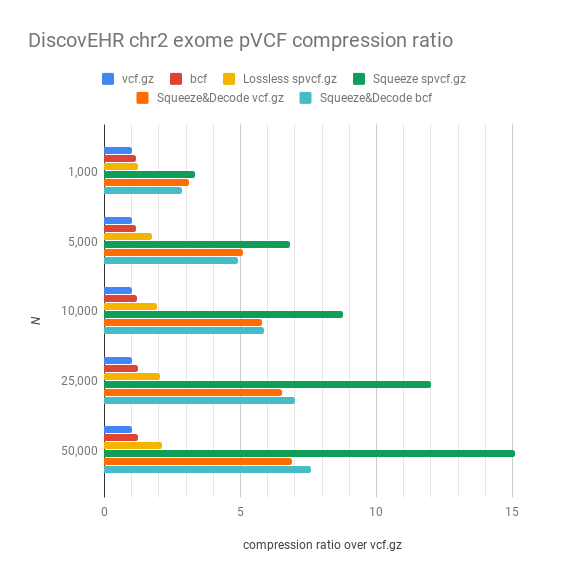 DiscovEHR chr2 exome pVCF compression ratio
vcf.gz bcf Lossless spvcf.gz Squeeze spvcf.gz
Squeeze&Decode vcf.gz Squeeze&Decode bcf
1,000
5,000
10,000
N
25,000
50,000
0 5 10 15
compression ratio over vcf.gz